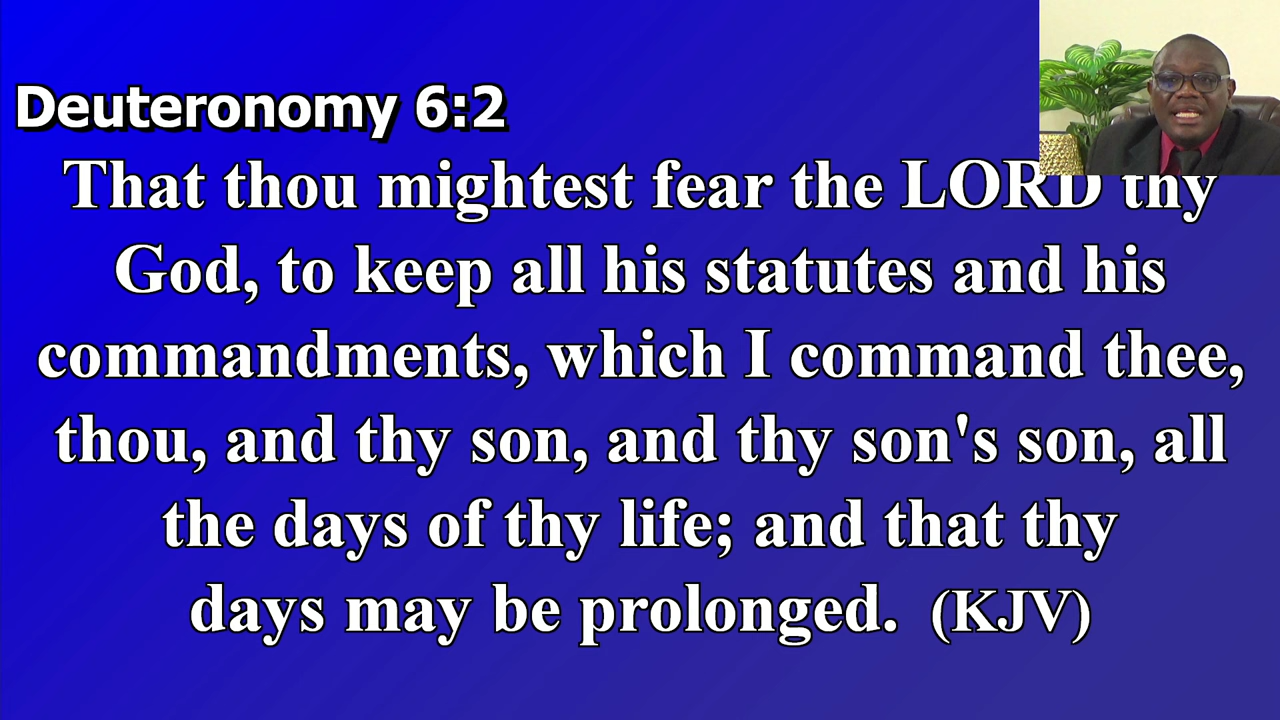 Deuteronomy 6:2
That thou mightest fear the LORD thy
God, to keep all his statutes and his
commandments, which I command thee,
thou, and thy son, and thy son's son, all
the days of thy life; and that thy
days may be prolonged. (KJV)